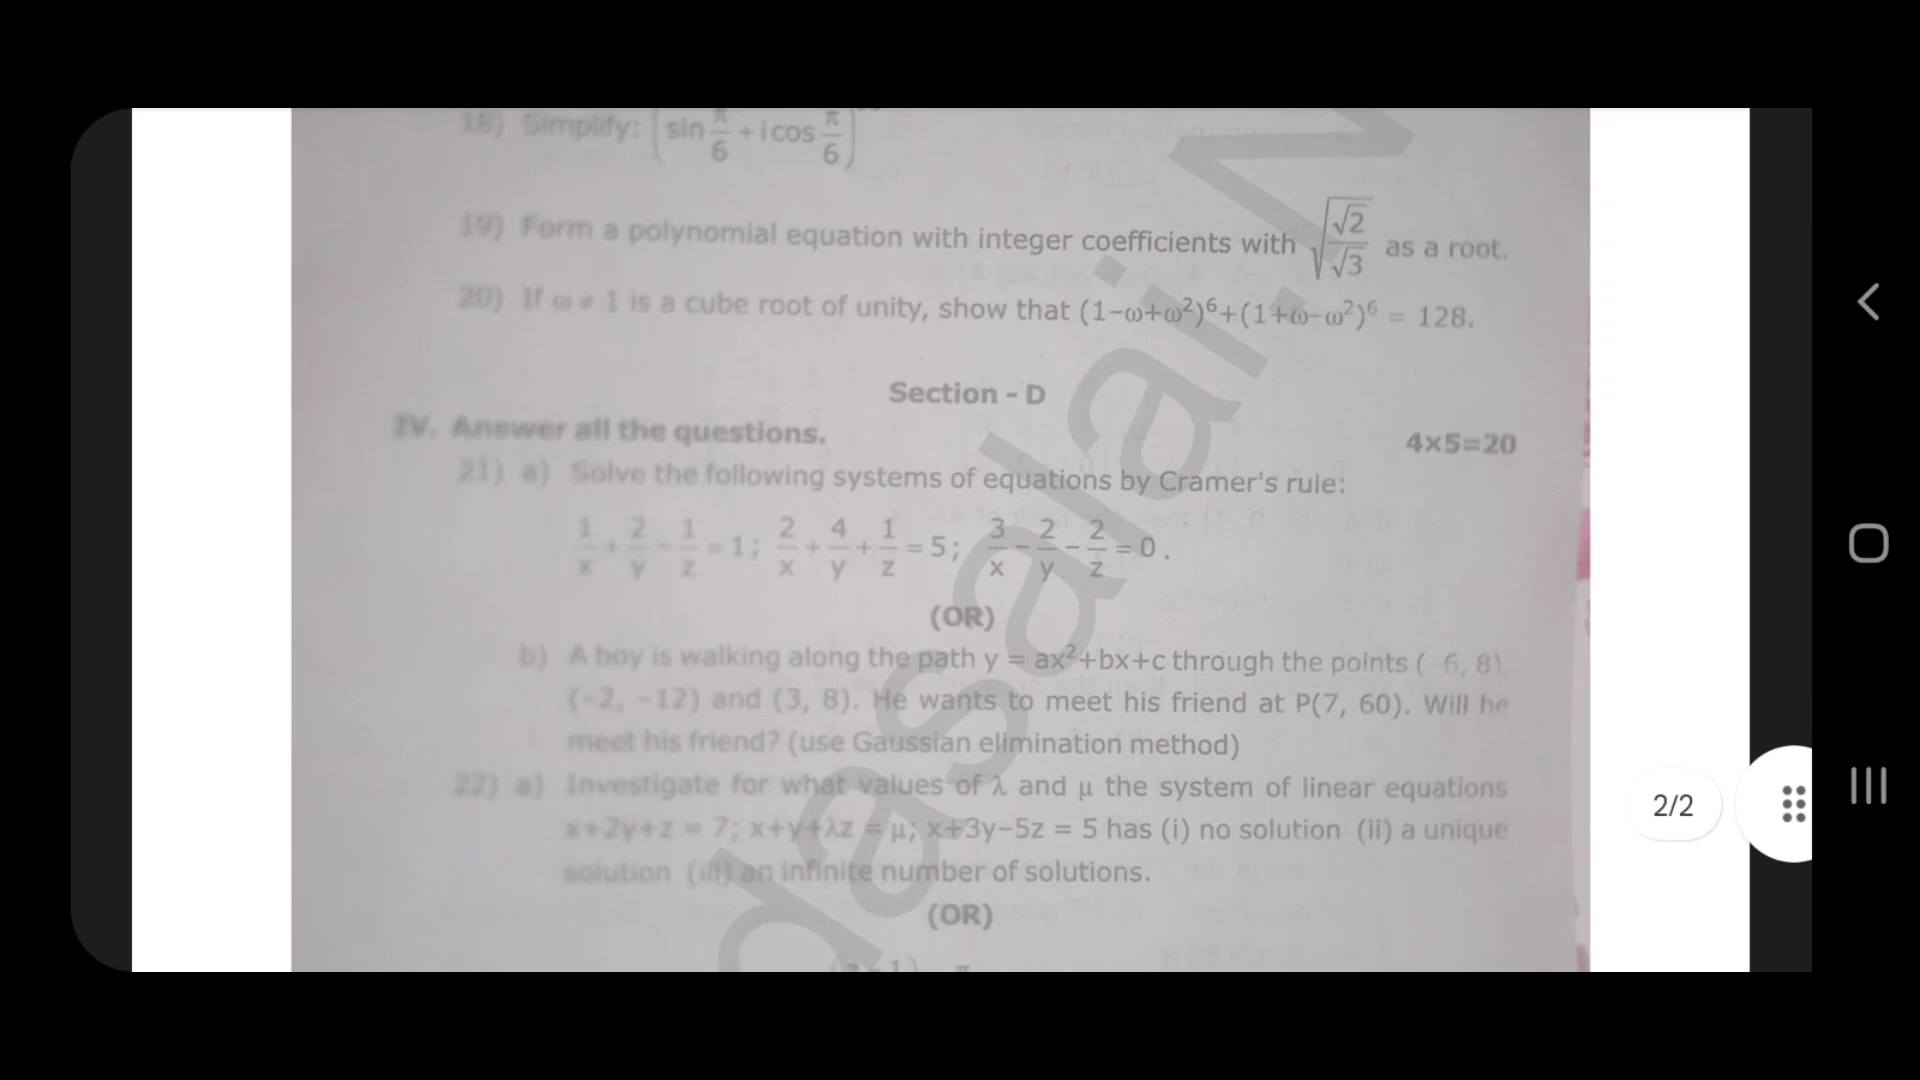 18) Simplify: (sin π/6 + i cos π/6)
19) Form a polynomial equation with integer coefficients with √(√2/√3) as a root.
20) If ω ≠ 1 is a cube root of unity, show that (1-ω+ω²)⁶+(1+ω-ω²)⁶ = 128.
Section - D
IV. Answer all the questions. 4×5=20
21) a) Solve the following systems of equations by Cramer's rule:
1/x + 2/y - 1/z = 1; 2/x + 4/y + 1/z = 5; 3/x - 2/y - 2/z = 0.
(OR)
b) A boy is walking along the path y = ax²+bx+c through the points (-6, 8)
(-2, -12) and (3, 8). He wants to meet his friend at P(7, 60). Will he
meet his friend? (use Gaussian elimination method)
22) a) Investigate for what values of λ and μ the system of linear equations
x+2y+z = 7; x+y+λz = μ; x+3y-5z = 5 has (i) no solution (ii) a unique
solution (iii) an infinite number of solutions.
(OR)
2/2
dasalai.N